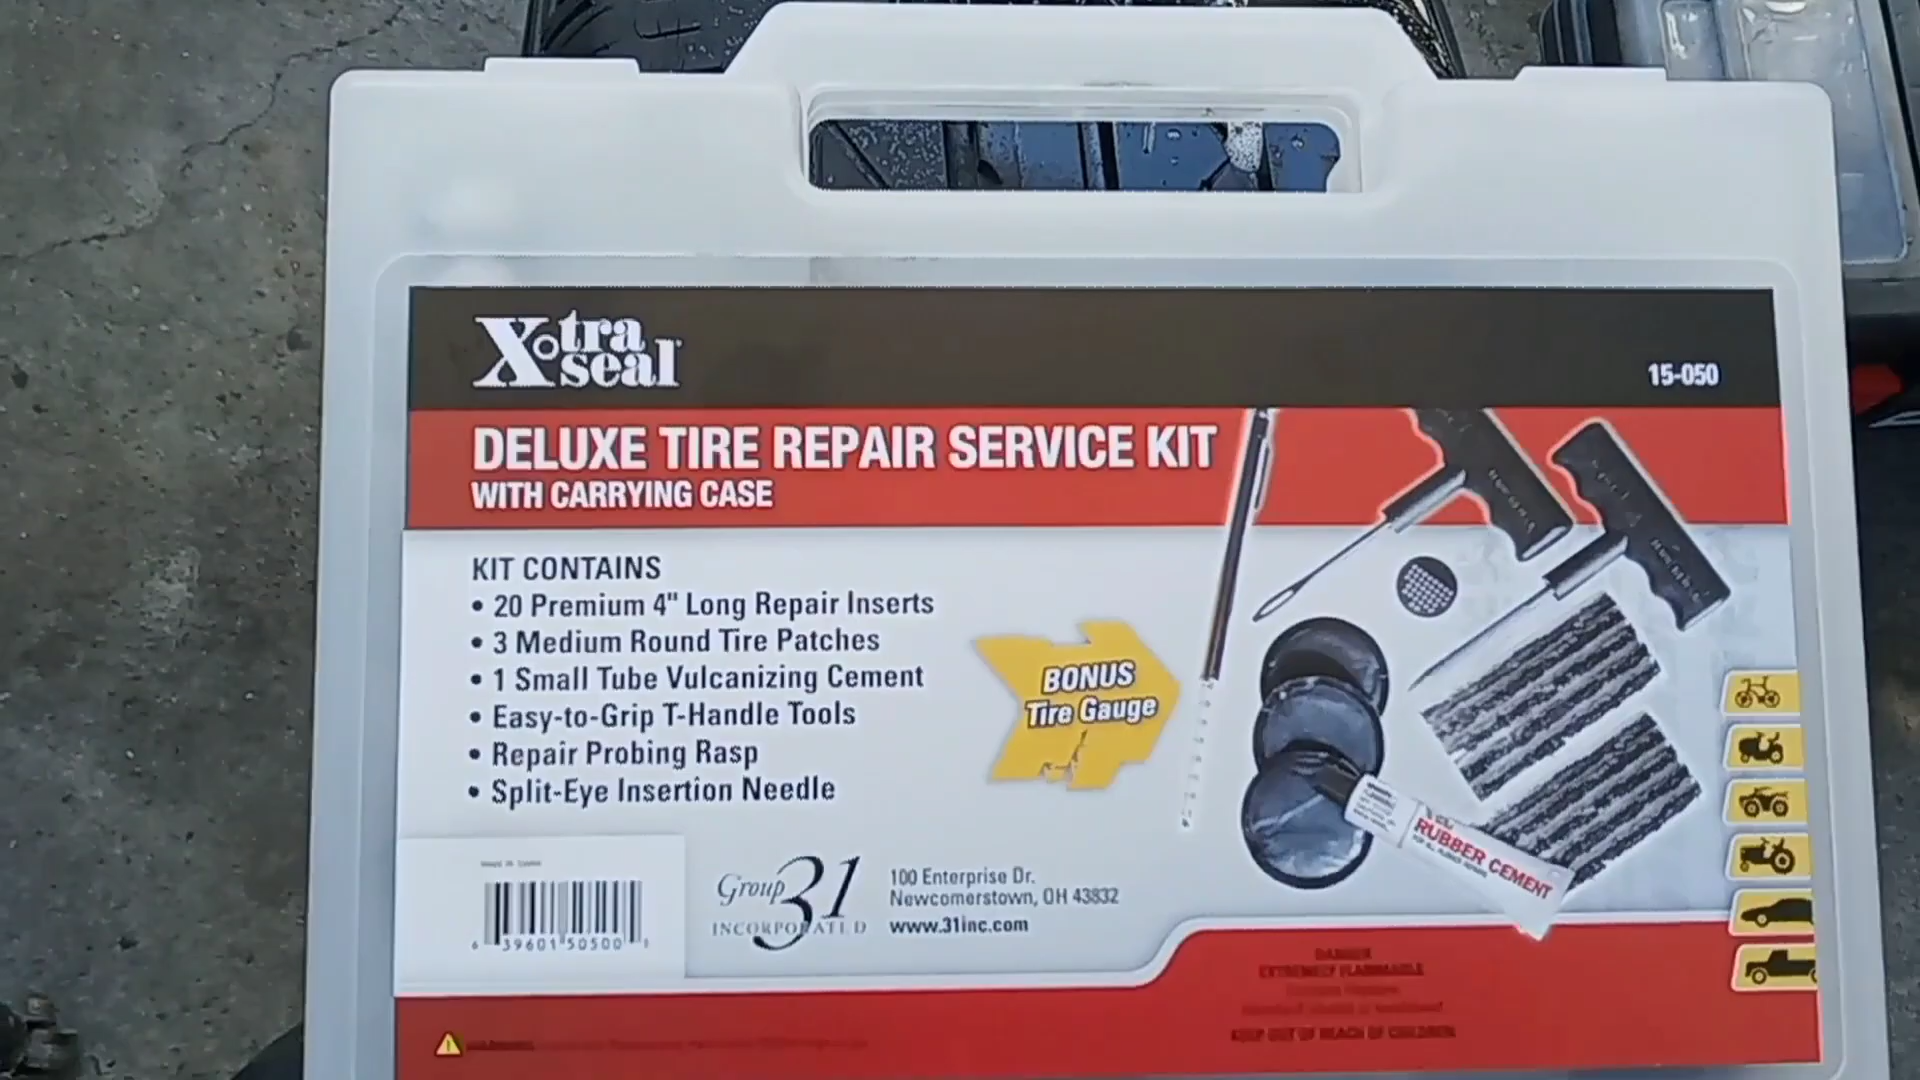 Xtra
seal
15-050
DELUXE TIRE REPAIR SERVICE KIT
WITH CARRYING CASE
KIT CONTAINS
• 20 Premium 4" Long Repair Inserts
• 3 Medium Round Tire Patches
• 1 Small Tube Vulcanizing Cement
• Easy-to-Grip T-Handle Tools
• Repair Probing Rasp
• Split-Eye Insertion Needle
BONUS
Tire Gauge
RUBBER CEMENT
6 39601 50500
Group 31
INCORPORATED
100 Enterprise Dr.
Newcomerstown, OH 43832
www.31inc.com
DANGER
EXTREMELY FLAMMABLE
KEEP OUT OF REACH OF CHILDREN
WARNING